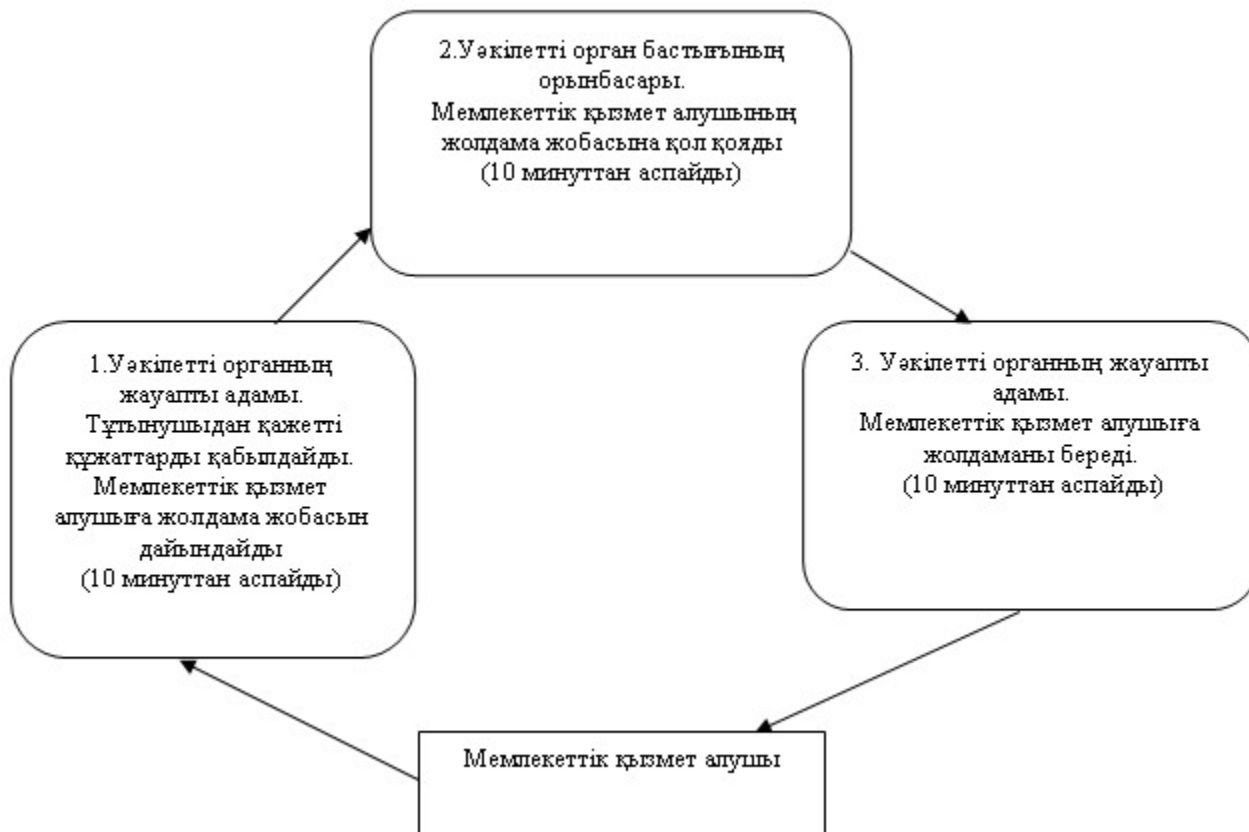 2.Уәкілетті орган бастығының
орынбасары.
Мемлекеттік қызмет алушының
жолдама жобасына қол қояды
(10 минуттан аспайды)
1.Уәкілетті органның
жауапты адамы.
Тұтынушыдан қажетті
құжаттарды қабылдайды.
Мемлекеттік қызмет
алушыға жолдама жобасын
дайындайды
(10 минуттан аспайды)
3. Уәкілетті органның жауапты
адамы.
Мемлекеттік қызмет алушыға
жолдаманы береді.
(10 минуттан аспайды)
Мемлекеттік қызмет алушы